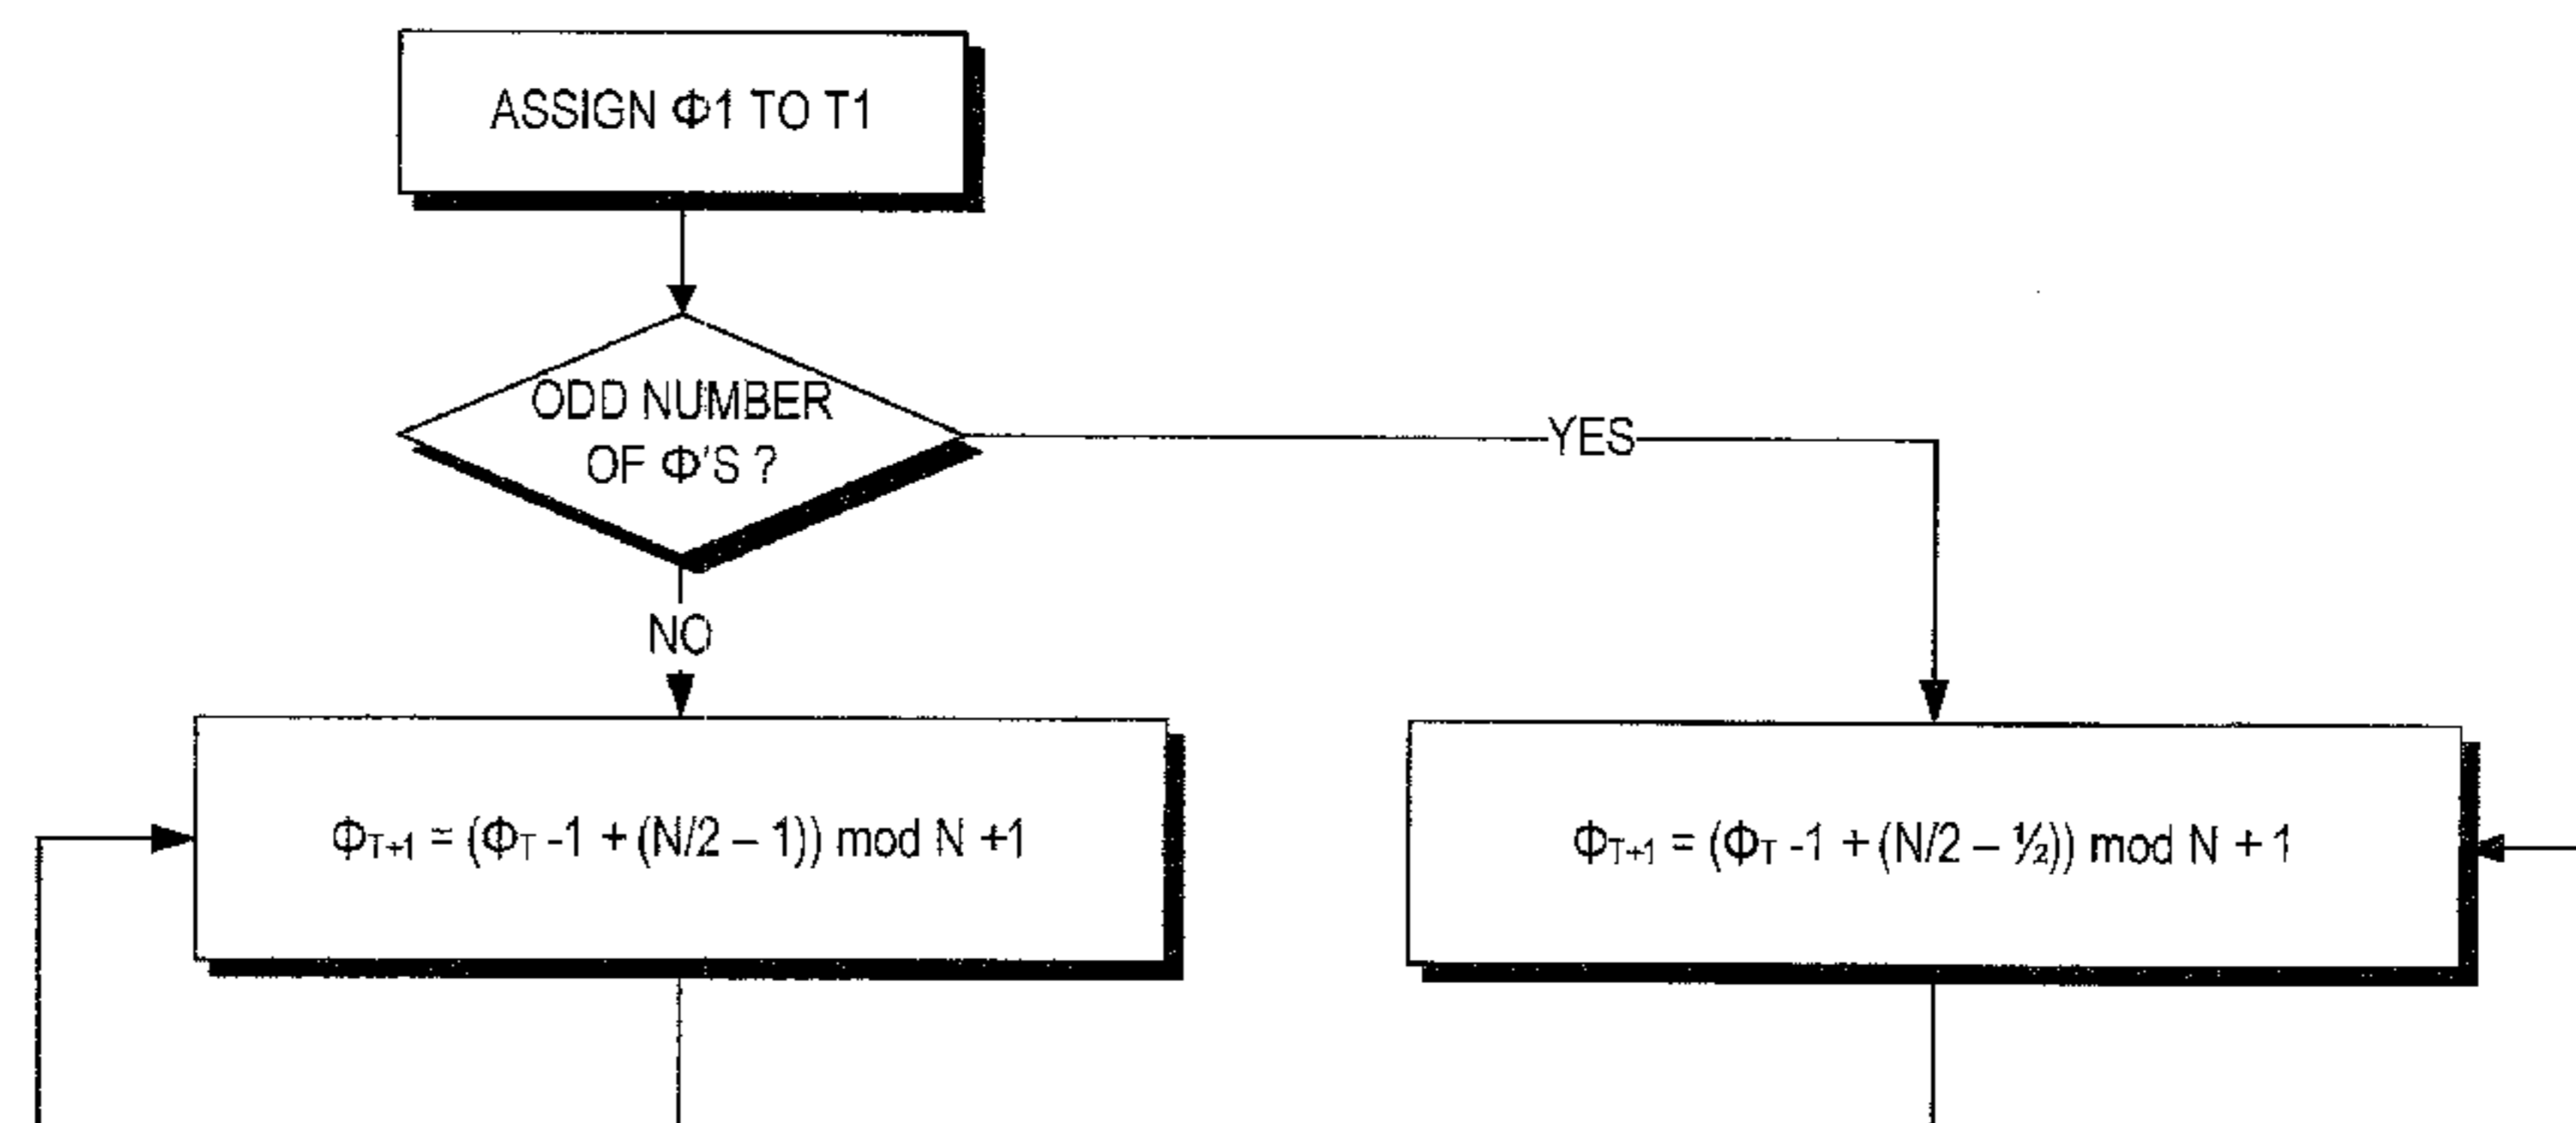 ASSIGN Φ1 TO T1
ODD NUMBER
OF Φ'S ?
YES
NO
ΦT+1 = (ΦT -1 + (N/2 – 1)) mod N +1
ΦT+1 = (ΦT -1 + (N/2 – ½)) mod N + 1